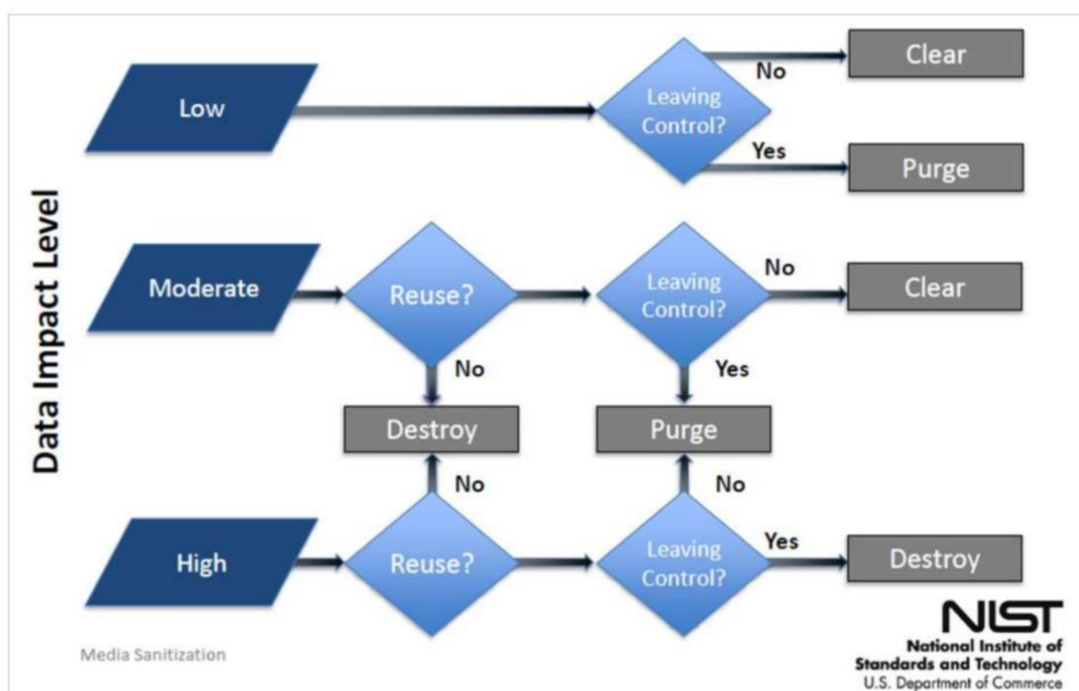 Data Impact Level
Low
Leaving
Control?
No
Clear
Yes
Purge
Moderate
Reuse?
Leaving
Control?
No
Clear
No
Yes
Destroy
Purge
No
No
High
Reuse?
Leaving
Control?
Yes
Destroy
Media Sanitization
NIST
National Institute of
Standards and Technology
U.S. Department of Commerce